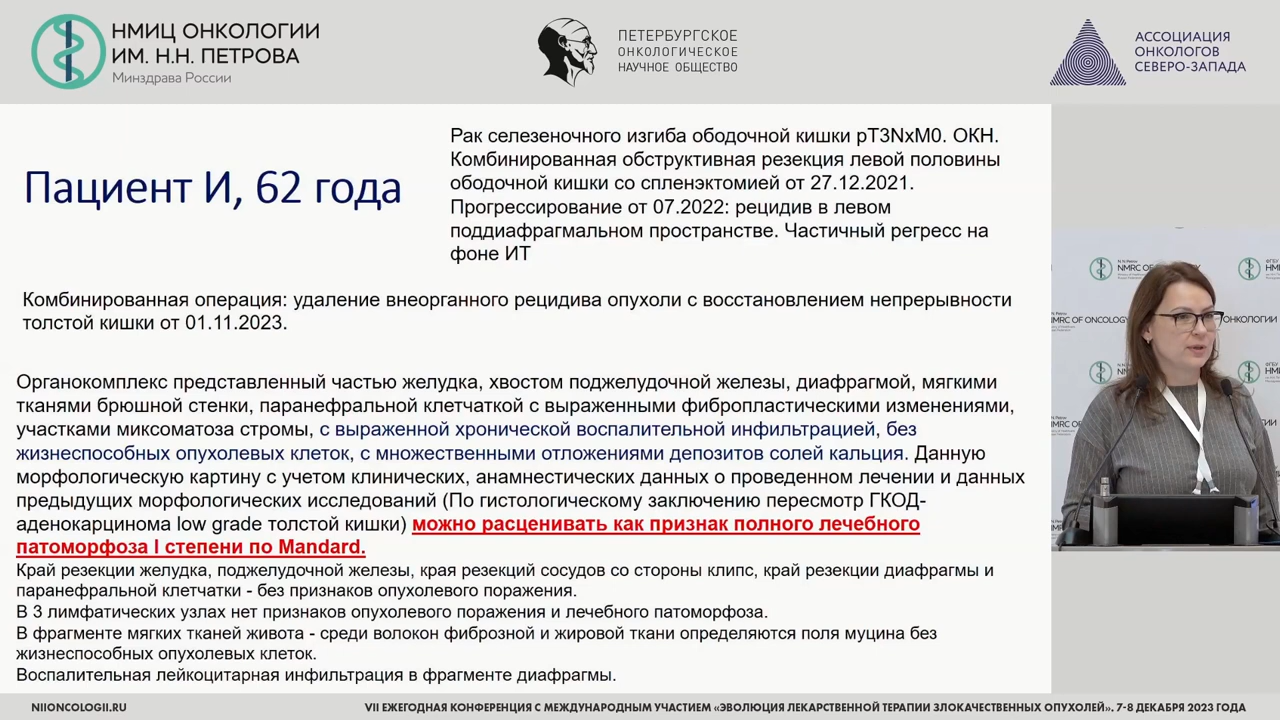 НМИЦ ОНКОЛОГИИ
ИМ. Н.Н. ПЕТРОВА
Минздрава России
ПЕТЕРБУРГСКОЕ
ОНКОЛОГИЧЕСКОЕ
НАУЧНОЕ ОБЩЕСТВО
АССОЦИАЦИЯ
ОНКОЛОГОВ
СЕВЕРО-ЗАПАДА
Пациент И, 62 года
Рак селезеночного изгиба ободочной кишки pT3NxM0. ОКН.
Комбинированная обструктивная резекция левой половины
ободочной кишки со спленэктомией от 27.12.2021.
Прогрессирование от 07.2022: рецидив в левом
поддиафрагмальном пространстве. Частичный регресс на
фоне ИТ
Комбинированная операция: удаление внеорганного рецидива опухоли с восстановлением непрерывности
толстой кишки от 01.11.2023.
Органокомплекс представленный частью желудка, хвостом поджелудочной железы, диафрагмой, мягкими
тканями брюшной стенки, паранефральной клетчаткой с выраженными фибропластическими изменениями,
участками миксоматоза стромы, с выраженной хронической воспалительной инфильтрацией, без
жизнеспособных опухолевых клеток, с множественными отложениями депозитов солей кальция. Данную
морфологическую картину с учетом клинических, анамнестических данных о проведенном лечении и данных
предыдущих морфологических исследований (По гистологическому заключению пересмотр ГКОД-
аденокарцинома low grade толстой кишки) можно расценивать как признак полного лечебного
патоморфоза I степени по Mandard.
Край резекции желудка, поджелудочной железы, края резекций сосудов со стороны клипс, край резекции диафрагмы и
паранефральной клетчатки - без признаков опухолевого поражения.
В 3 лимфатических узлах нет признаков опухолевого поражения и лечебного патоморфоза.
В фрагменте мягких тканей живота - среди волокон фиброзной и жировой ткани определяются поля муцина без
жизнеспособных опухолевых клеток.
Воспалительная лейкоцитарная инфильтрация в фрагменте диафрагмы.
NMRC OF
NMRC OF ONCOLOGY
ОНКОЛОГИИ
NIIONCOLOGII.RU
VII ЕЖЕГОДНАЯ КОНФЕРЕНЦИЯ С МЕЖДУНАРОДНЫМ УЧАСТИЕМ «ЭВОЛЮЦИЯ ЛЕКАРСТВЕННОЙ ТЕРАПИИ ЗЛОКАЧЕСТВЕННЫХ ОПУХОЛЕЙ». 7-8 ДЕКАБРЯ 2023 ГОДА